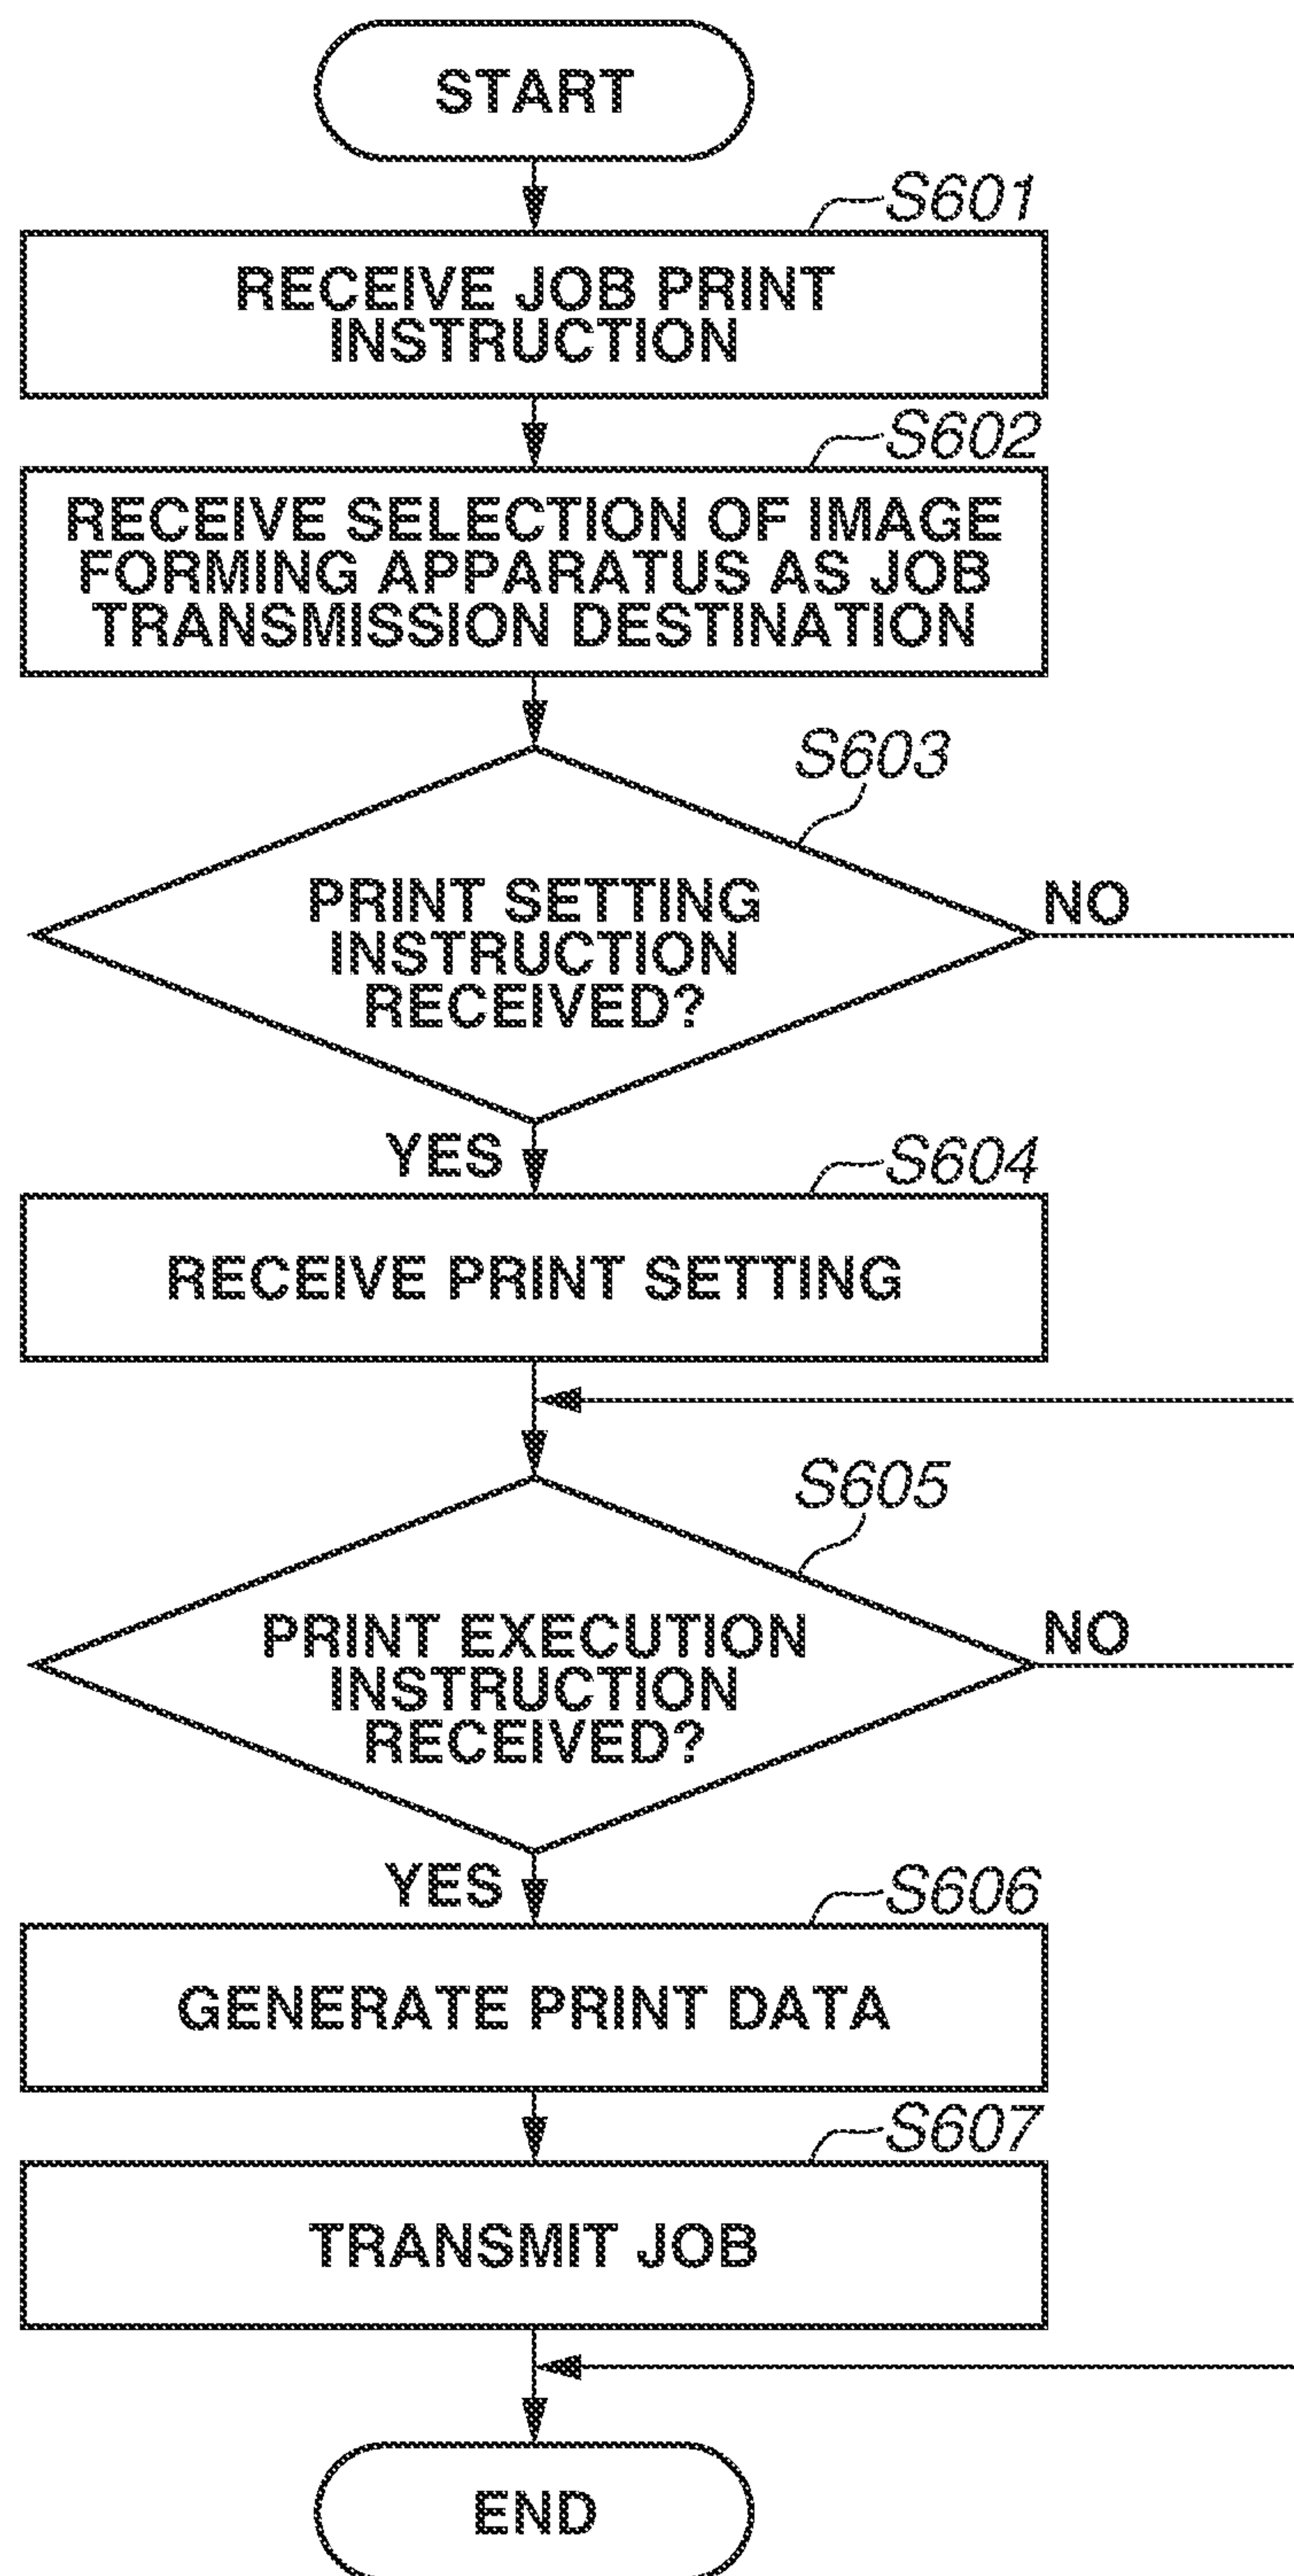 START
S601
RECEIVE JOB PRINT
INSTRUCTION
S602
RECEIVE SELECTION OF IMAGE
FORMING APPARATUS AS JOB
TRANSMISSION DESTINATION
S603
PRINT SETTING
INSTRUCTION
RECEIVED?
NO
YES
S604
RECEIVE PRINT SETTING
S605
PRINT EXECUTION
INSTRUCTION
RECEIVED?
NO
YES
S606
GENERATE PRINT DATA
S607
TRANSMIT JOB
END